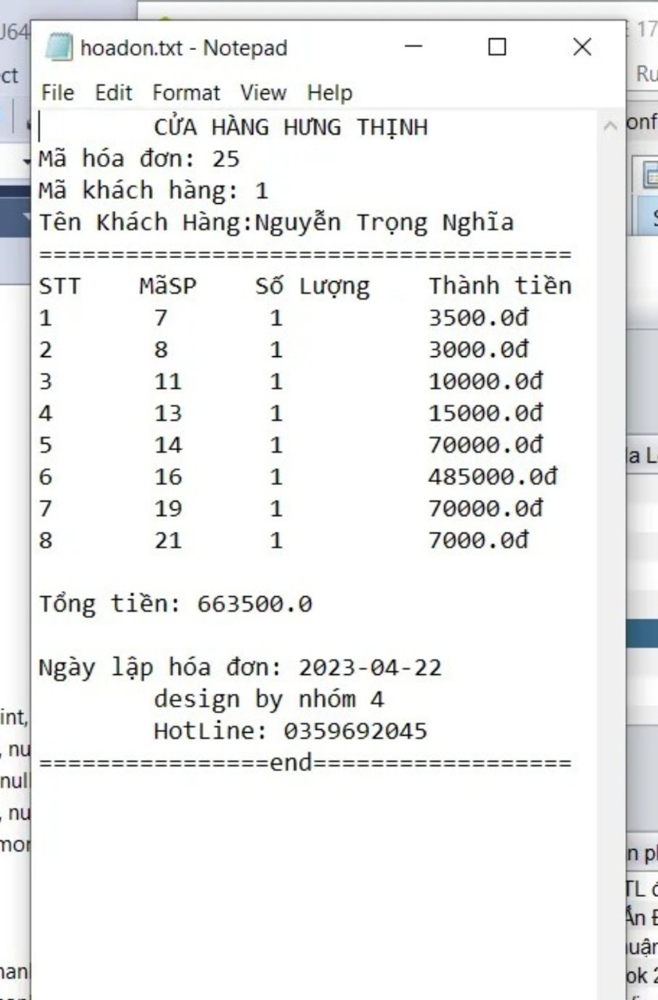 hoadon.txt - Notepad
File Edit Format View Help
CỬA HÀNG HƯNG THỊNH
Mã hóa đơn: 25
Mã khách hàng: 1
Tên Khách Hàng:Nguyễn Trọng Nghĩa
=====================================
STT MãSP Số Lượng Thành tiền
1 7 1 3500.0đ
2 8 1 3000.0đ
3 11 1 10000.0đ
4 13 1 15000.0đ
5 14 1 70000.0đ
6 16 1 485000.0đ
7 19 1 70000.0đ
8 21 1 7000.0đ
Tổng tiền: 663500.0
Ngày lập hóa đơn: 2023-04-22
design by nhóm 4
HotLine: 0359692045
================end==================